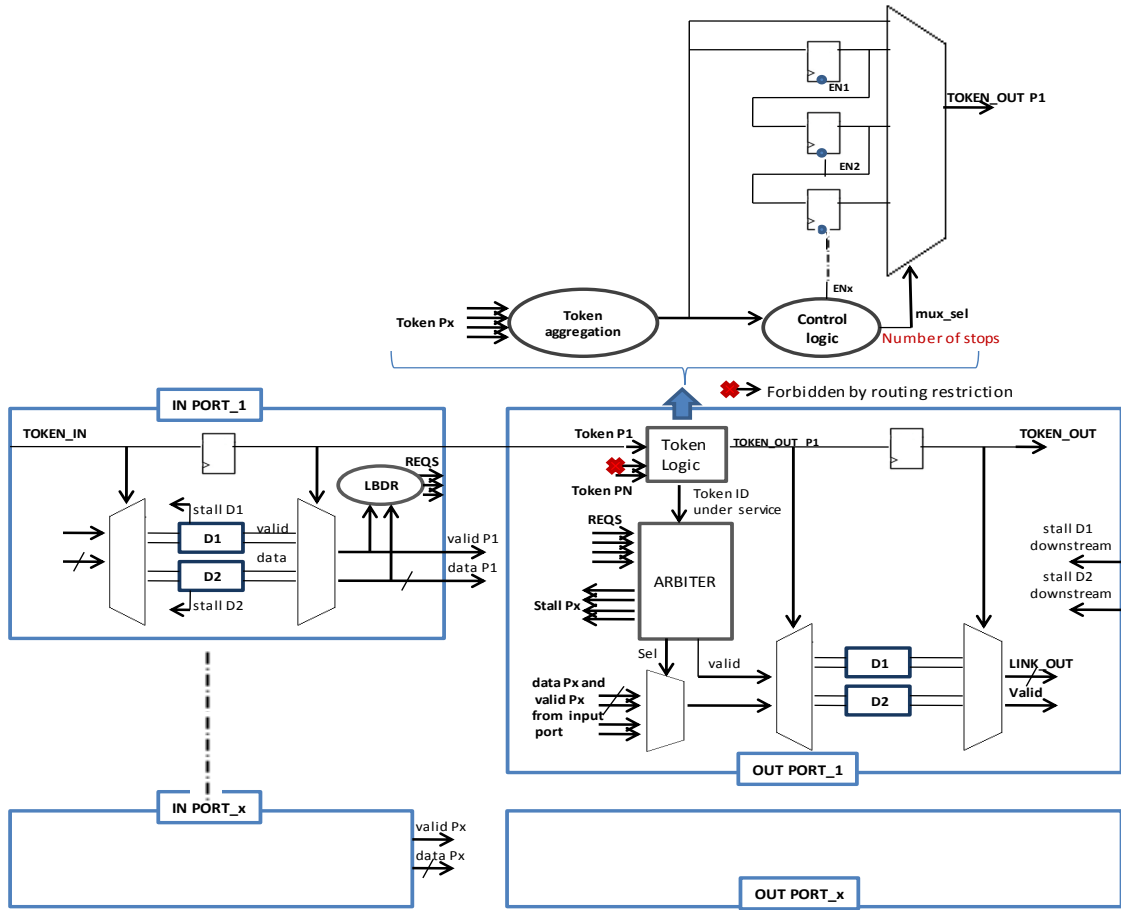 EN1
TOKEN_OUT P1
EN2
ENx
Token Px
Token
aggregation
Control
logic
mux_sel
Number of stops
Forbidden by routing restriction
IN PORT_1
TOKEN_IN
REQS
LBDR
stall D1
D1
valid
data
D2
stall D2
valid P1
data P1
Token P1
Token PN
Token
Logic
TOKEN_OUT P1
TOKEN_OUT
Token ID
under service
REQS
ARBITER
Stall Px
Sel
valid
data Px and
valid Px
from input
port
D1
D2
stall D1
downstream
stall D2
downstream
LINK_OUT
Valid
OUT PORT_1
IN PORT_x
valid Px
data Px
OUT PORT_x